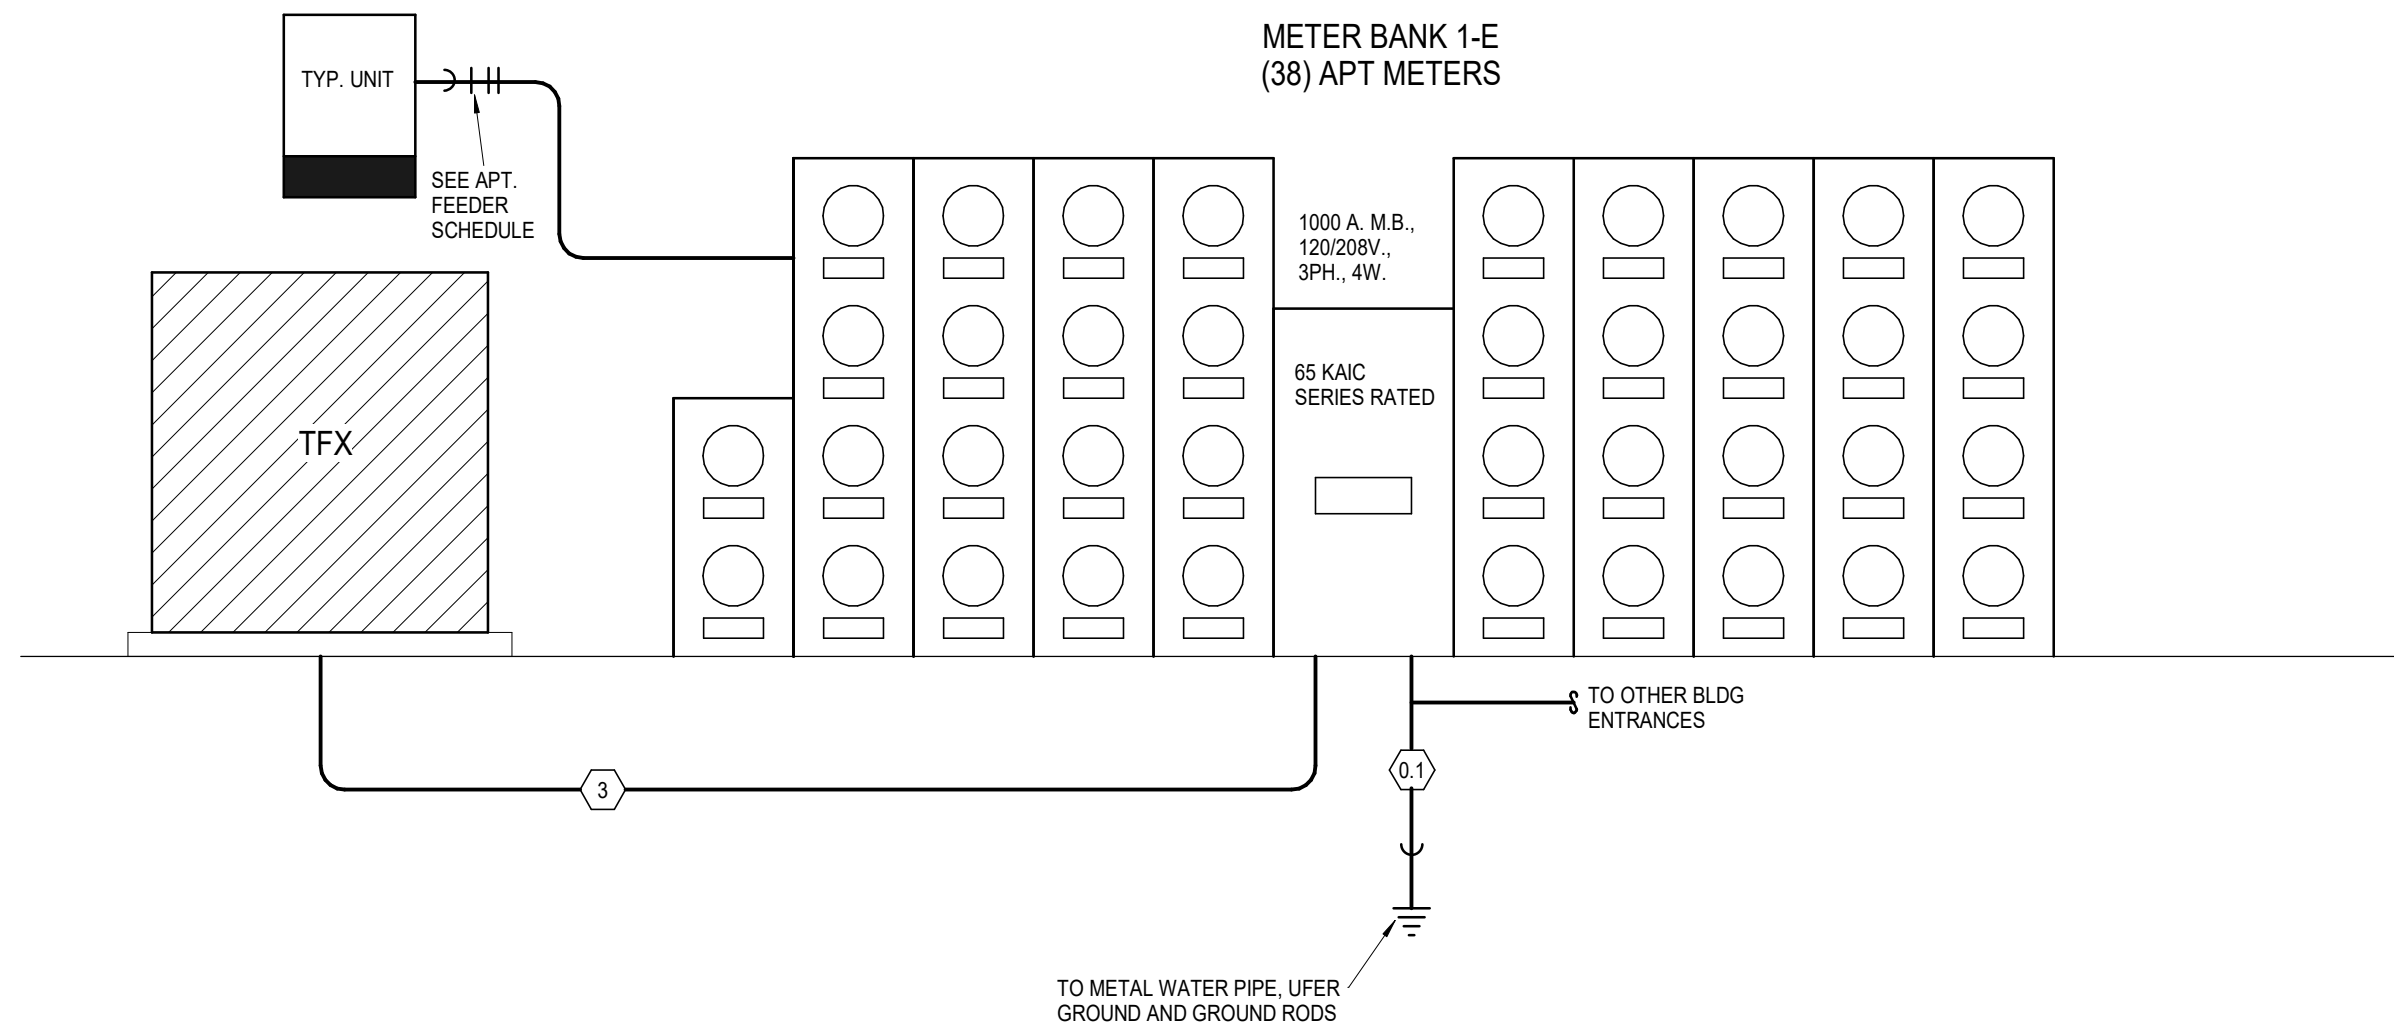 METER BANK 1-E
(38) APT METERS
TYP. UNIT
SEE APT.
FEEDER
SCHEDULE
1000 A. M.B.,
120/208V.,
3PH., 4W.
65 KAIC
SERIES RATED
TFX
TO OTHER BLDG
ENTRANCES
0.1
3
TO METAL WATER PIPE, UFER
GROUND AND GROUND RODS